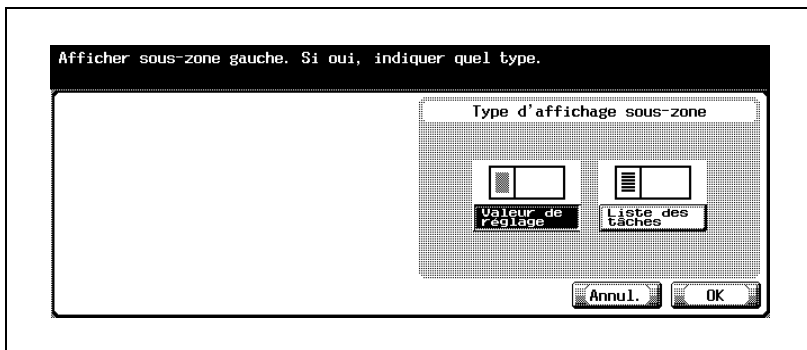 Afficher sous-zone gauche. Si oui, indiquer quel type.
Type d'affichage sous-zone
Valeur de
réglage
Liste des
tâches
Annul.
OK